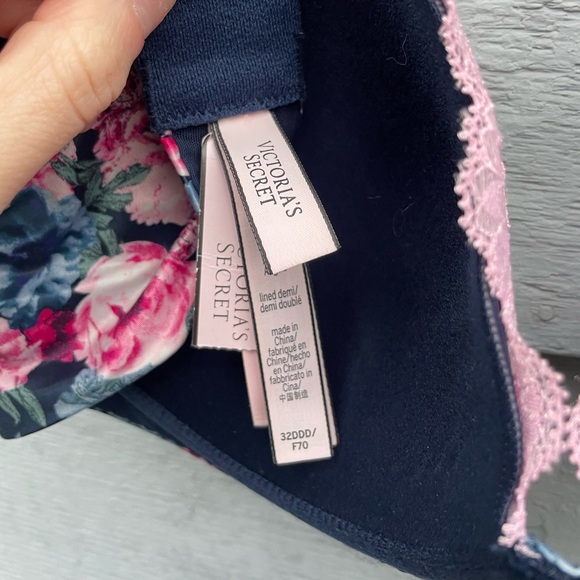 VICTORIA'S
SECRET
CTORIA'S
SECRET
lined demi/
demi doublé
made in
China/
fabriqué en
Chine/hecho
en China/
fabbricato in
Cina/
中国制造
32DDD/
F70